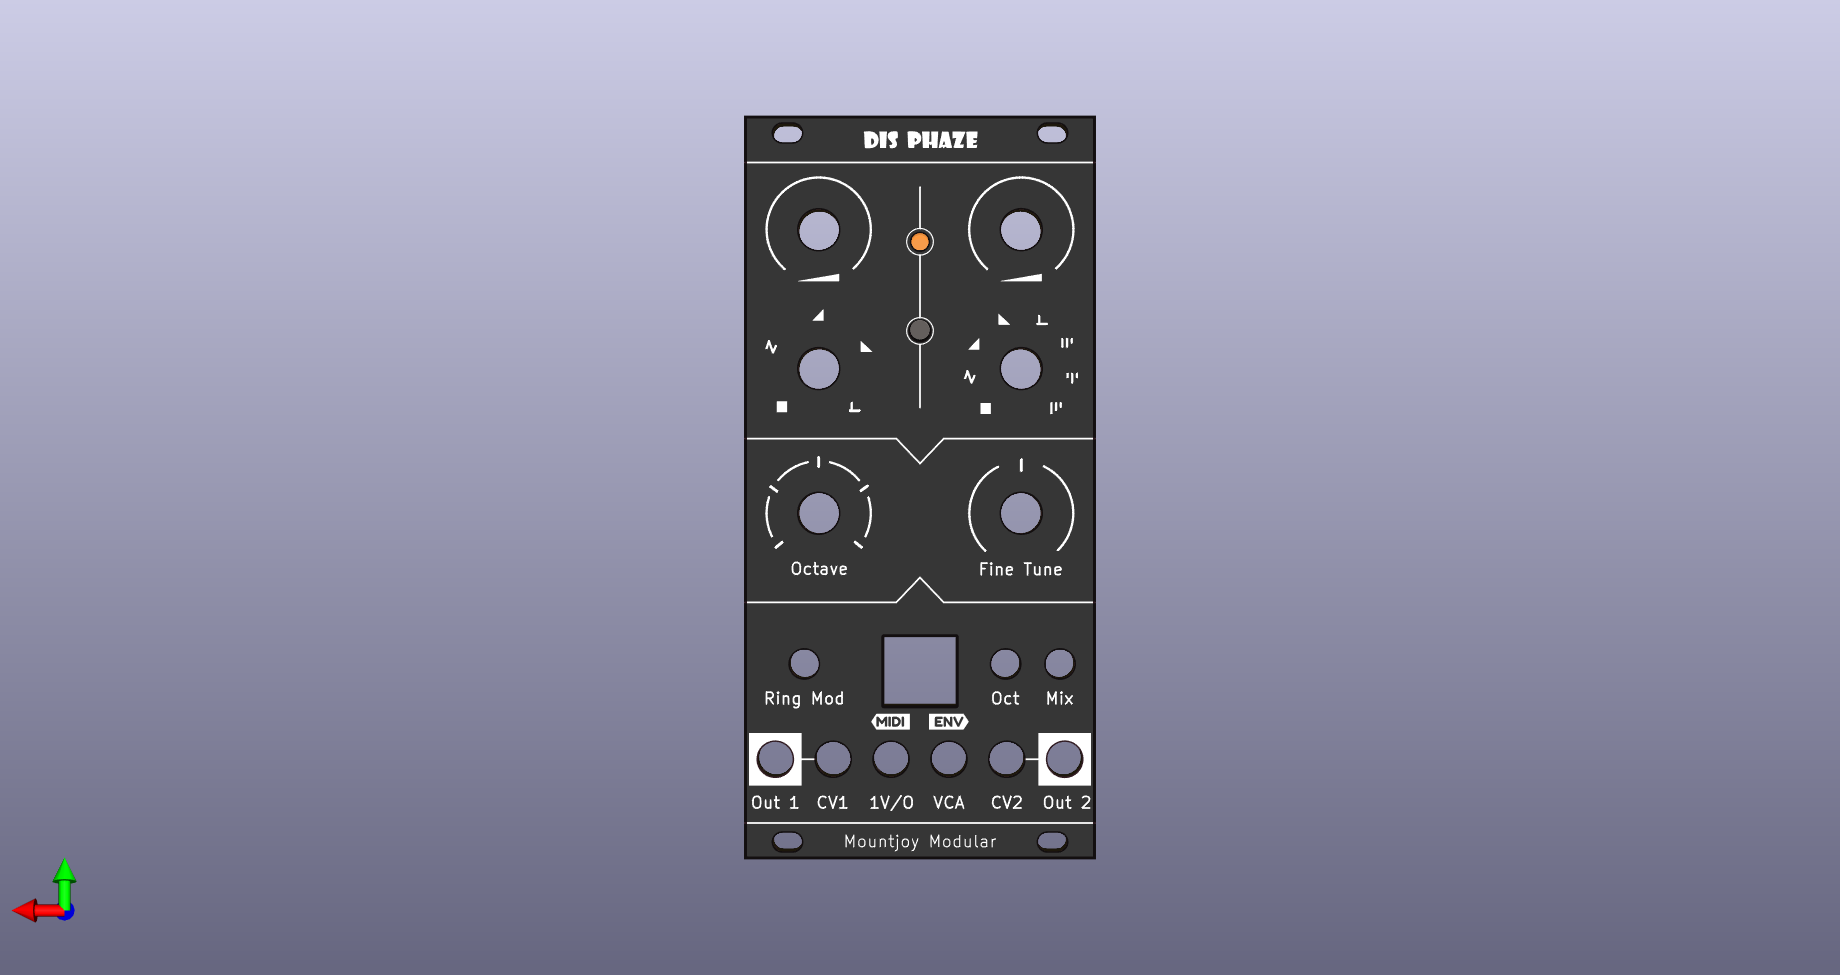 DIS PHAZE
Octave
Fine Tune
Ring Mod
Oct
Mix
MIDI
ENV
Out 1
CV1
1V/O
VCA
CV2
Out 2
Mountjoy Modular